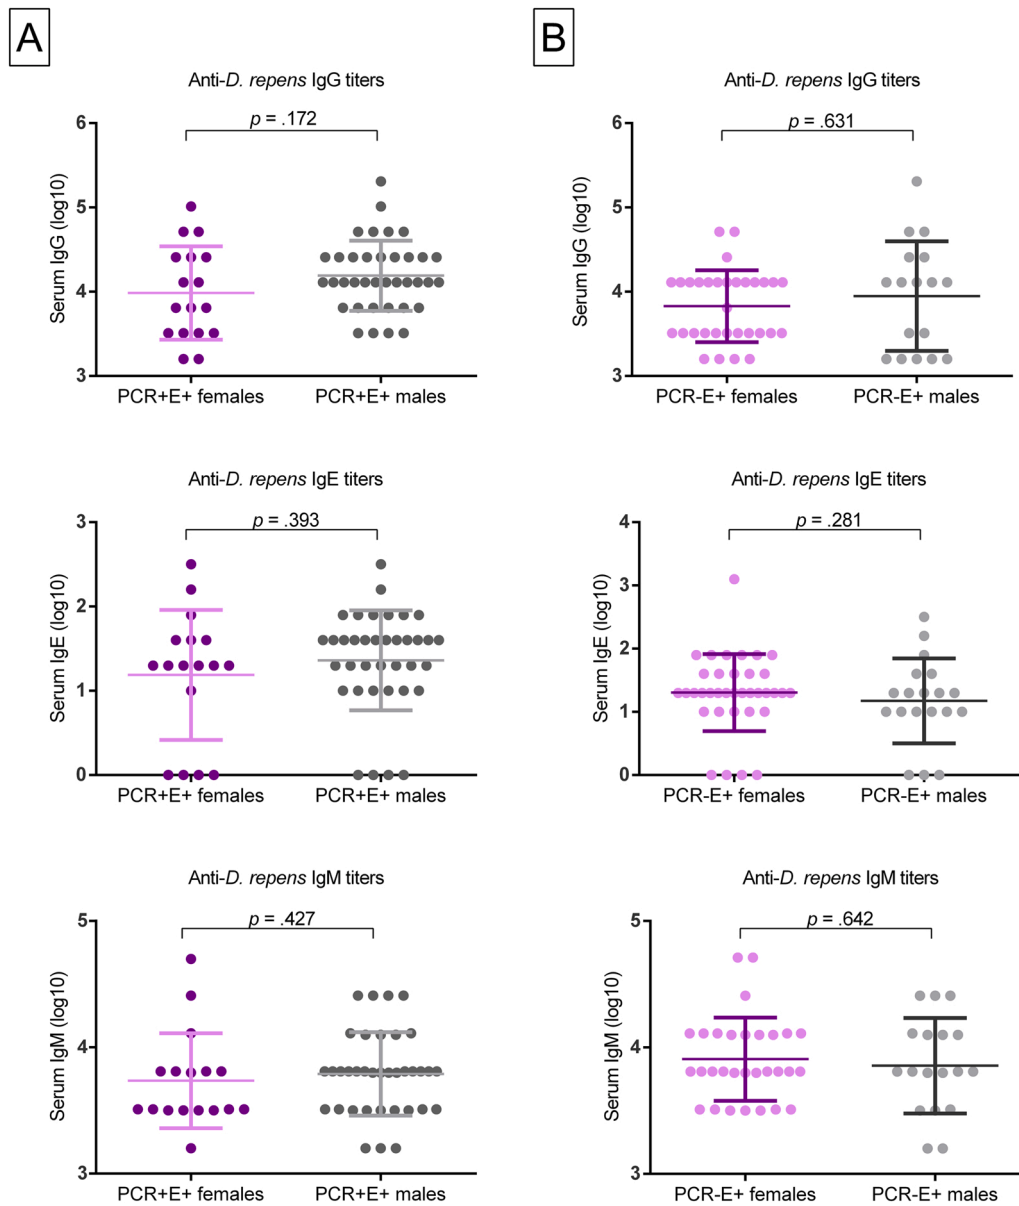 A
B
Anti-D. repens IgG titers
p = .172
Serum IgG (log10)
6
5
4
3
PCR+E+ females
PCR+E+ males
Anti-D. repens IgG titers
p = .631
Serum IgG (log10)
6
5
4
3
PCR-E+ females
PCR-E+ males
Anti-D. repens IgE titers
p = .393
Serum IgE (log10)
3
2
1
0
PCR+E+ females
PCR+E+ males
Anti-D. repens IgE titers
p = .281
Serum IgE (log10)
4
3
2
1
0
PCR-E+ females
PCR-E+ males
Anti-D. repens IgM titers
p = .427
Serum IgM (log10)
5
4
3
PCR+E+ females
PCR+E+ males
Anti-D. repens IgM titers
p = .642
Serum IgM (log10)
5
4
3
PCR-E+ females
PCR-E+ males